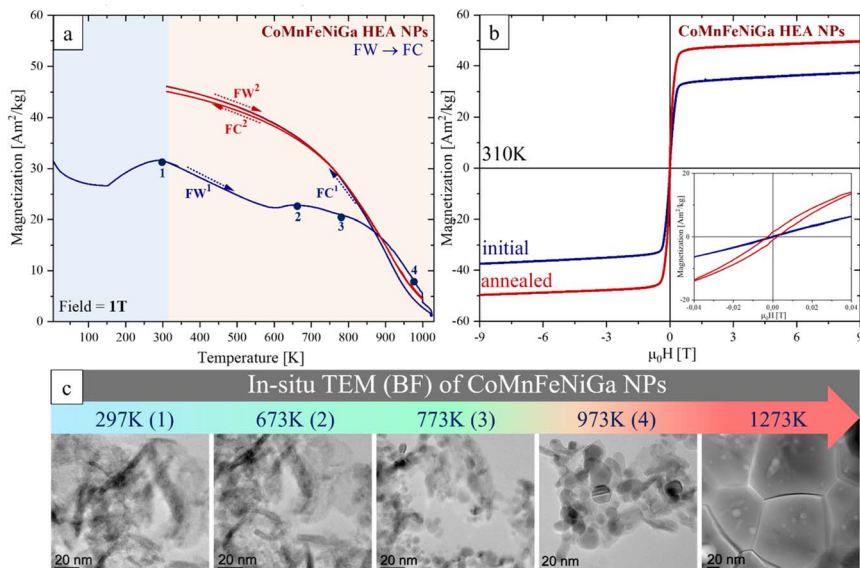 a
CoMnFeNiGa HEA NPs
FW → FC
Magnetization [Am²/kg]
60
50
40
30
20
10
0
FW²
FC²
FW¹
FC¹
1
2
3
4
Field = 1T
0 100 200 300 400 500 600 700 800 900 1000
Temperature [K]
b
CoMnFeNiGa HEA NPs
Magnetization [Am²/kg]
60
40
20
0
-20
-40
-60
310K
initial
annealed
Magnetization [Am²/kg]
20
10
0
-10
-20
-0,04 -0,02 0,00 0,02 0,04
μ₀H [T]
-9 -6 -3 0 3 6 9
μ₀H [T]
c
In-situ TEM (BF) of CoMnFeNiGa NPs
297K (1) 673K (2) 773K (3) 973K (4) 1273K
20 nm 20 nm 20 nm 20 nm 20 nm